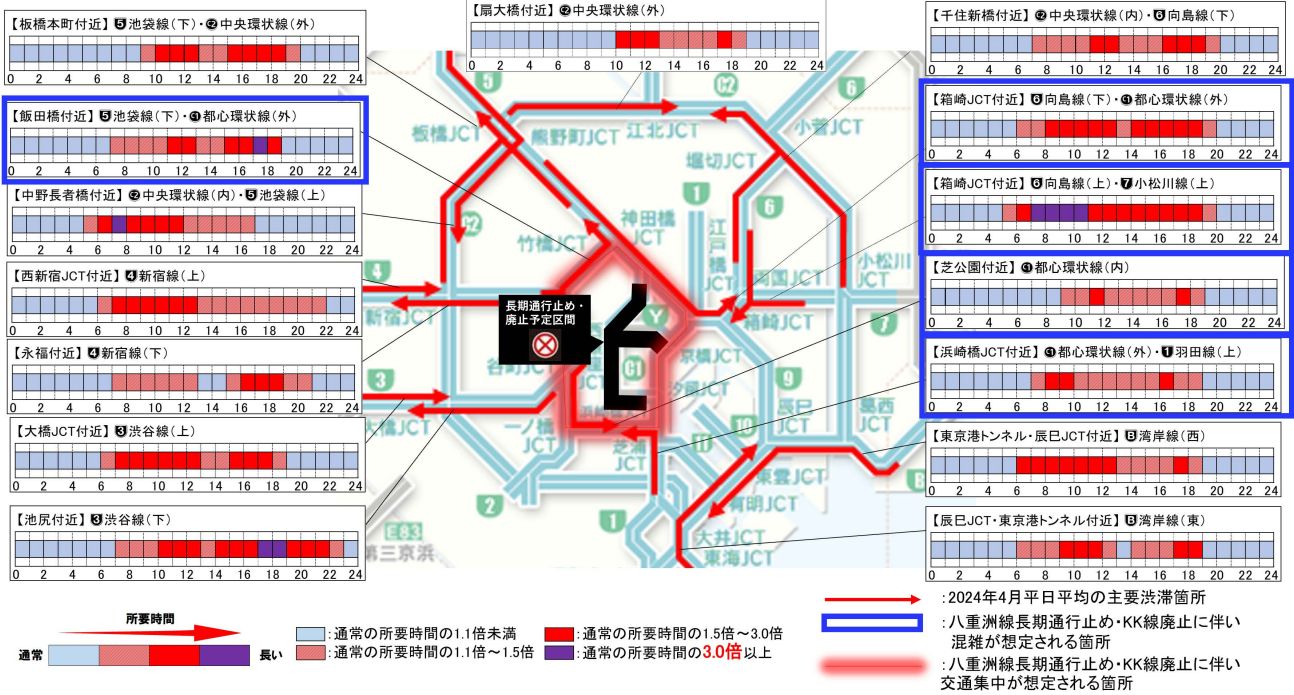 【板橋本町付近】❺池袋線(下)・C2中央環状線(外)
0 2 4 6 8 10 12 14 16 18 20 22 24
【飯田橋付近】❺池袋線(下)・C1都心環状線(外)
0 2 4 6 8 10 12 14 16 18 20 22 24
【中野長者橋付近】C2中央環状線(内)・❺池袋線(上)
0 2 4 6 8 10 12 14 16 18 20 22 24
【西新宿JCT付近】❹新宿線(上)
0 2 4 6 8 10 12 14 16 18 20 22 24
【永福付近】❹新宿線(下)
0 2 4 6 8 10 12 14 16 18 20 22 24
【大橋JCT付近】❸渋谷線(上)
0 2 4 6 8 10 12 14 16 18 20 22 24
【池尻付近】❸渋谷線(下)
0 2 4 6 8 10 12 14 16 18 20 22 24
【扇大橋付近】C2中央環状線(外)
0 2 4 6 8 10 12 14 16 18 20 22 24
【千住新橋付近】C2中央環状線(内)・❻向島線(下)
0 2 4 6 8 10 12 14 16 18 20 22 24
【箱崎JCT付近】❻向島線(下)・C1都心環状線(外)
0 2 4 6 8 10 12 14 16 18 20 22 24
【箱崎JCT付近】❻向島線(上)・❼小松川線(上)
0 2 4 6 8 10 12 14 16 18 20 22 24
【芝公園付近】C1都心環状線(内)
0 2 4 6 8 10 12 14 16 18 20 22 24
【浜崎橋JCT付近】C1都心環状線(外)・❶羽田線(上)
0 2 4 6 8 10 12 14 16 18 20 22 24
【東京港トンネル・辰巳JCT付近】B湾岸線(西)
0 2 4 6 8 10 12 14 16 18 20 22 24
【辰巳JCT・東京港トンネル付近】B湾岸線(東)
0 2 4 6 8 10 12 14 16 18 20 22 24
5
C2
6
板橋JCT
熊野町JCT
江北JCT
小菅JCT
堀切JCT
1
6
C2
竹橋JCT
神田橋
JCT
江戸橋
JCT
両国JCT
小松川
JCT
4
新宿JCT
長期通行止め・
廃止予定区間
Y
箱崎JCT
7
谷町JCT
C1
京橋JCT
汐留JCT
3
9
大橋JCT
一ノ橋
JCT
芝浦
JCT
11
10
辰巳
JCT
葛西
JCT
東雲JCT
有明JCT
B
2
1
大井JCT
東海JCT
E83
第三京浜
所要時間
通常
長い
:通常の所要時間の1.1倍未満
:通常の所要時間の1.1倍～1.5倍
:通常の所要時間の1.5倍～3.0倍
:通常の所要時間の3.0倍以上
:2024年4月平日平均の主要渋滞箇所
:八重洲線長期通行止め・KK線廃止に伴い
混雑が想定される箇所
:八重洲線長期通行止め・KK線廃止に伴い
交通集中が想定される箇所